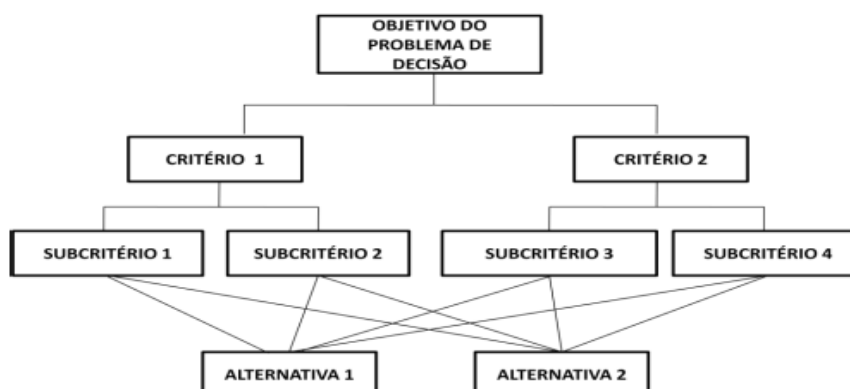 OBJETIVO DO
PROBLEMA DE
DECISÃO
CRITÉRIO 1
CRITÉRIO 2
SUBCRITÉRIO 1
SUBCRITÉRIO 2
SUBCRITÉRIO 3
SUBCRITÉRIO 4
ALTERNATIVA 1
ALTERNATIVA 2